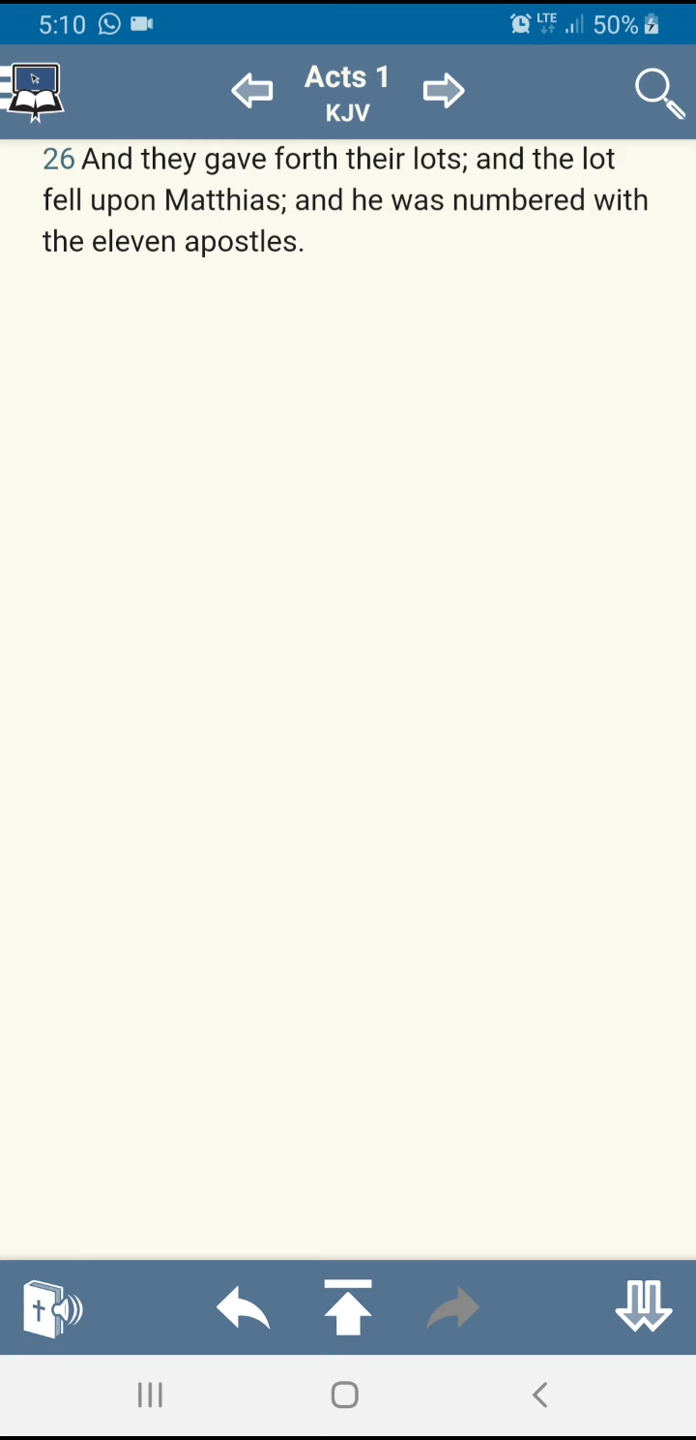 5:10
LTE
50%
Acts 1
KJV
26 And they gave forth their lots; and the lot
fell upon Matthias; and he was numbered with
the eleven apostles.